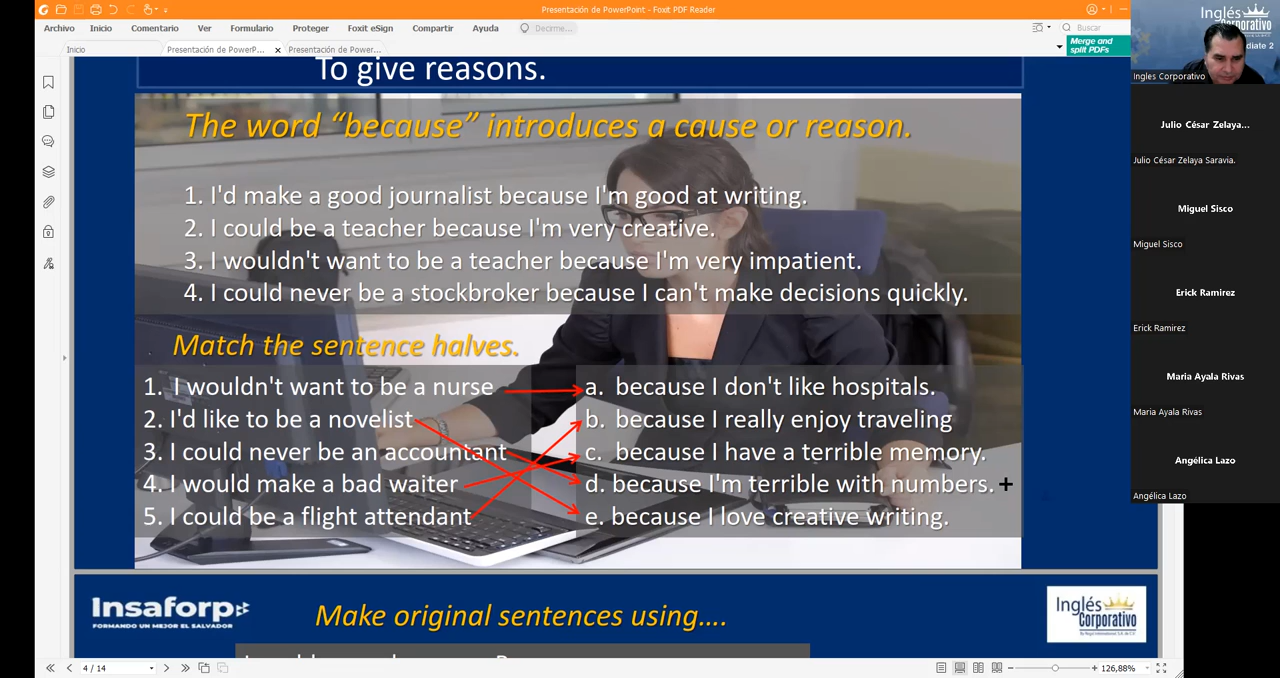 Presentación de PowerPoint - Foxit PDF Reader
Archivo Inicio Comentario Ver Formulario Proteger Foxit eSign Compartir Ayuda Decirme... Buscar
Merge and split PDFs
Inicio Presentación de PowerP... × Presentación de Power...
To give reasons.
The word “because” introduces a cause or reason.
1. I'd make a good journalist because I'm good at writing.
2. I could be a teacher because I'm very creative.
3. I wouldn't want to be a teacher because I'm very impatient.
4. I could never be a stockbroker because I can't make decisions quickly.
Match the sentence halves.
1. I wouldn't want to be a nurse
2. I'd like to be a novelist
3. I could never be an accountant
4. I would make a bad waiter
5. I could be a flight attendant
a. because I don't like hospitals.
b. because I really enjoy traveling
c. because I have a terrible memory.
d. because I'm terrible with numbers.
e. because I love creative writing.
Insaforp
FORMANDO UN MEJOR EL SALVADOR
Make original sentences using....
Inglés
Corporativo
4 / 14
126,88%
Inglés
Corporativo
diate 2
Ingles Corporativo
Julio César Zelaya...
Julio César Zelaya Saravia.
Miguel Sisco
Miguel Sisco
Erick Ramirez
Erick Ramirez
Maria Ayala Rivas
Maria Ayala Rivas
Angélica Lazo
Angélica Lazo